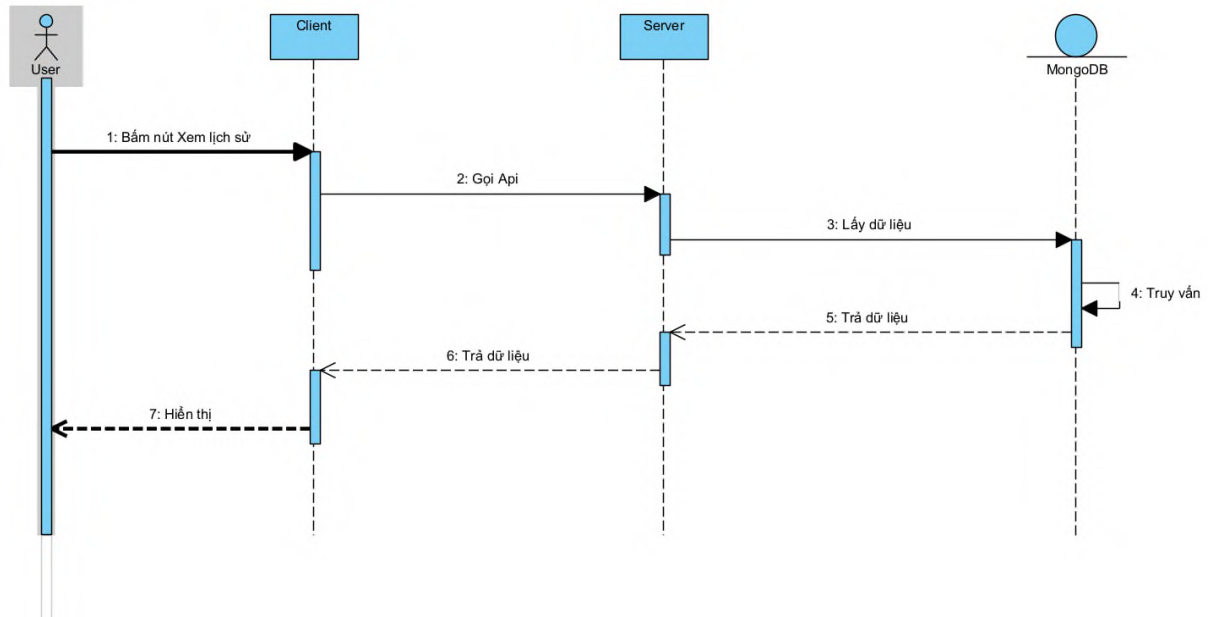 User
Client
Server
MongoDB
1: Bấm nút Xem lịch sử
2: Gọi Api
3: Lấy dữ liệu
4: Truy vấn
5: Trả dữ liệu
6: Trả dữ liệu
7: Hiển thị